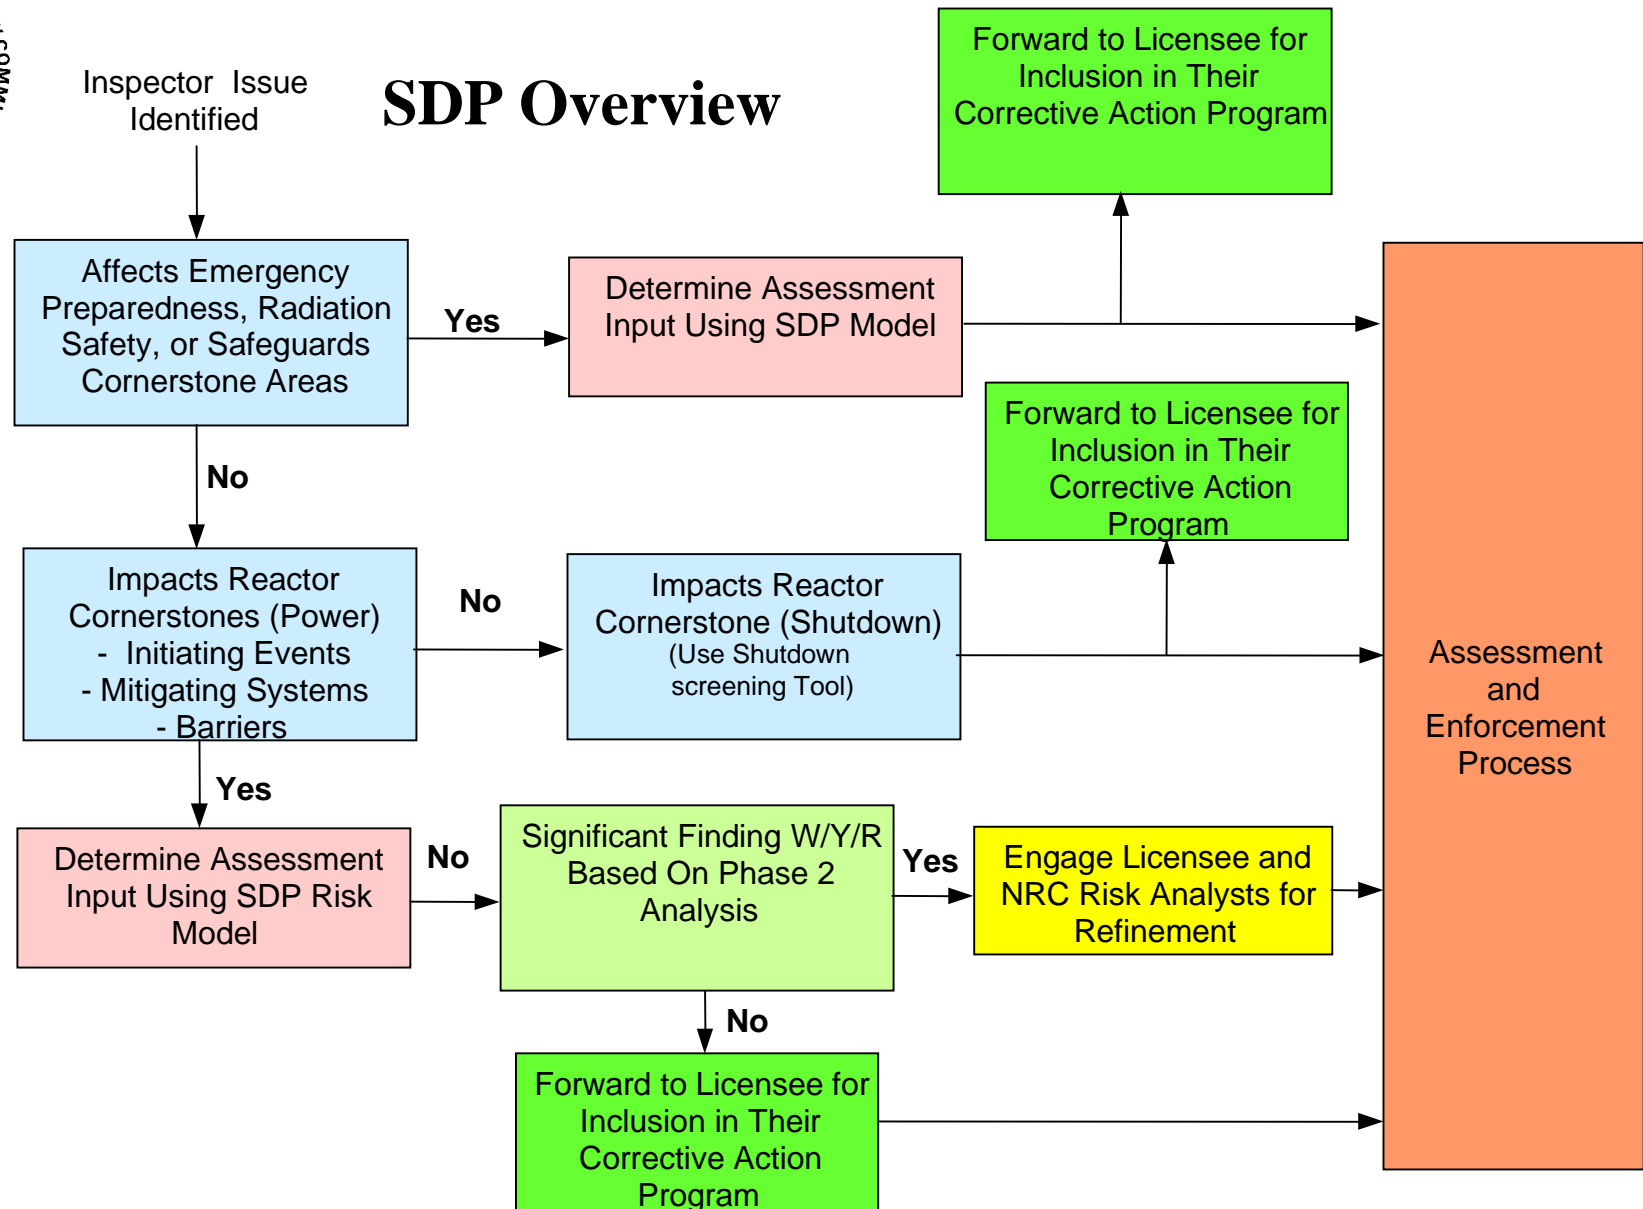 SDP Overview
Inspector Issue
Identified
Forward to Licensee for
Inclusion in Their
Corrective Action Program
Affects Emergency
Preparedness, Radiation
Safety, or Safeguards
Cornerstone Areas
Yes
Determine Assessment
Input Using SDP Model
No
Forward to Licensee for
Inclusion in Their
Corrective Action
Program
Impacts Reactor
Cornerstones (Power)
- Initiating Events
- Mitigating Systems
- Barriers
No
Impacts Reactor
Cornerstone (Shutdown)
(Use Shutdown
screening Tool)
Assessment
and
Enforcement
Process
Yes
Determine Assessment
Input Using SDP Risk
Model
No
Significant Finding W/Y/R
Based On Phase 2
Analysis
Yes
Engage Licensee and
NRC Risk Analysts for
Refinement
No
Forward to Licensee for
Inclusion in Their
Corrective Action
Program